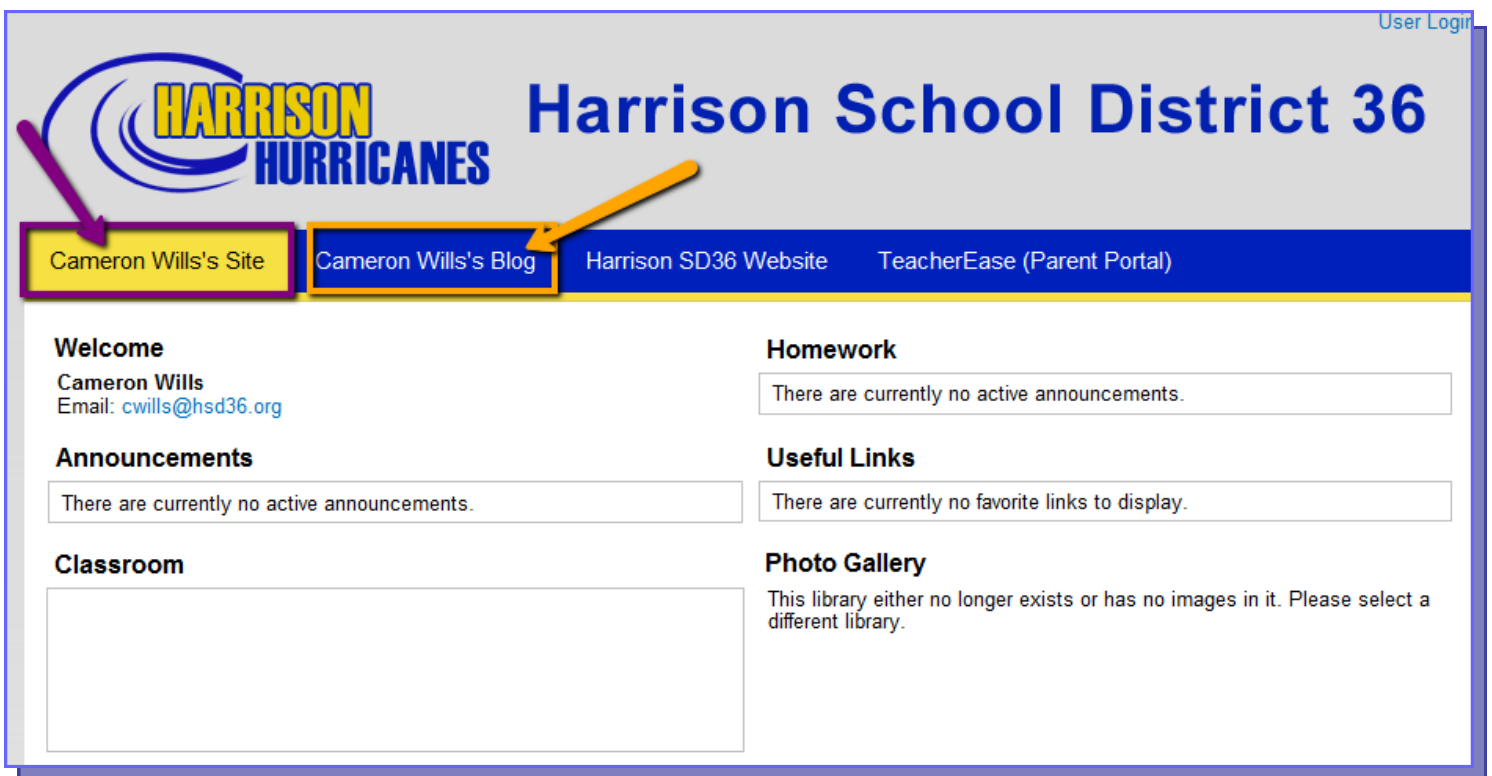 User Login
HARRISON
HURRICANES
Harrison School District 36
Cameron Wills's Site
Cameron Wills's Blog
Harrison SD36 Website
TeacherEase (Parent Portal)
Welcome
Cameron Wills
Email: cwills@hsd36.org
Announcements
There are currently no active announcements.
Classroom
Homework
There are currently no active announcements.
Useful Links
There are currently no favorite links to display.
Photo Gallery
This library either no longer exists or has no images in it. Please select a
different library.